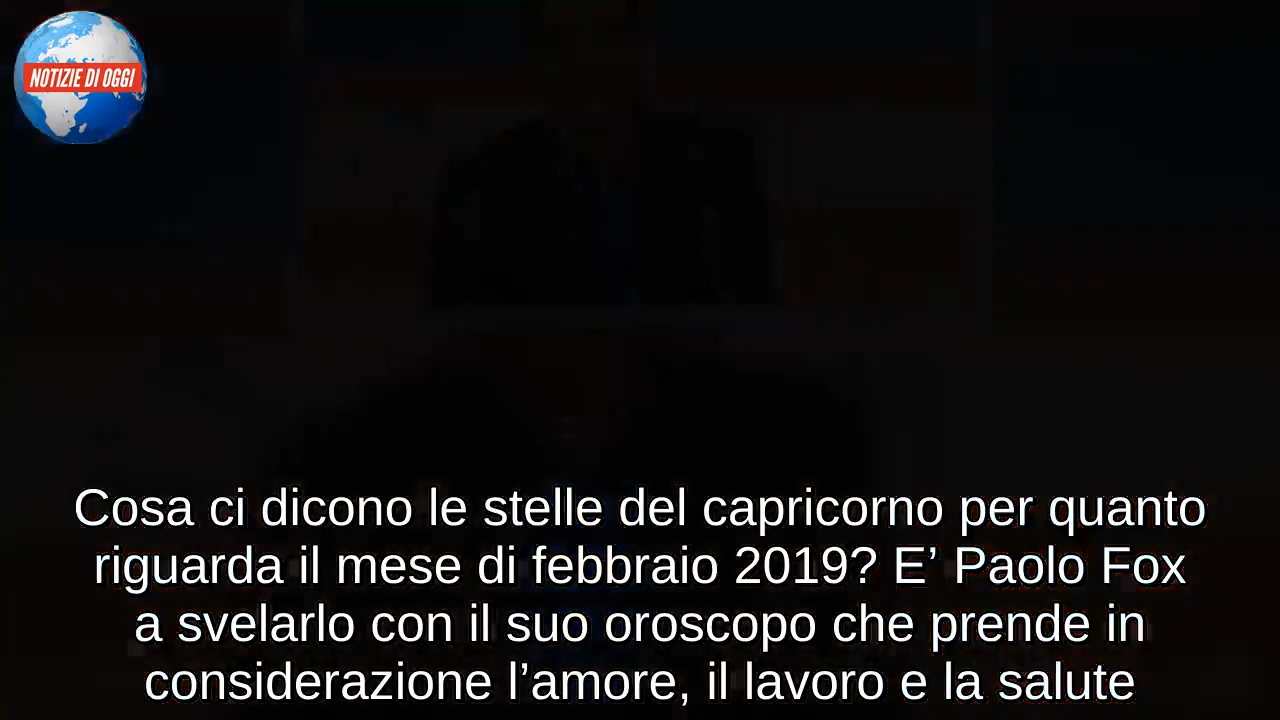 NOTIZIE DI OGGI
Cosa ci dicono le stelle del capricorno per quanto
riguarda il mese di febbraio 2019? E’ Paolo Fox
a svelarlo con il suo oroscopo che prende in
considerazione l’amore, il lavoro e la salute